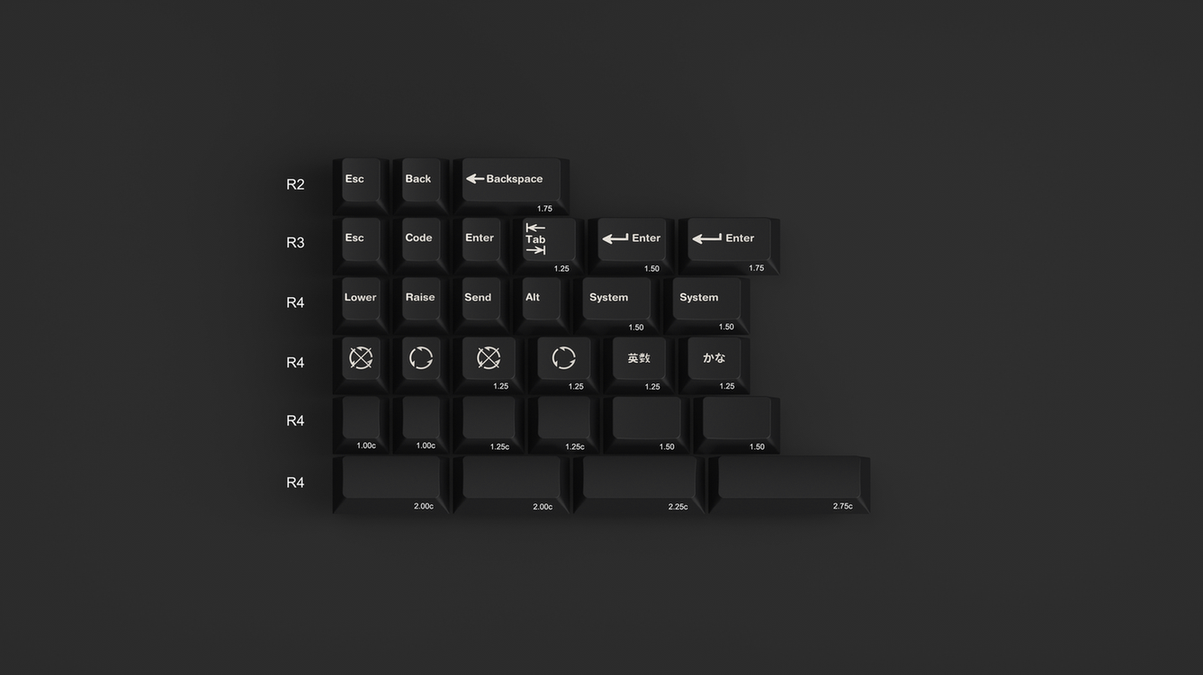 R2
Esc
Back
Backspace
1.75
R3
Esc
Code
Enter
Tab
1.25
Enter
1.50
Enter
1.75
R4
Lower
Raise
Send
Alt
System
1.50
System
1.50
R4
1.25
1.25
英数
1.25
かな
1.25
R4
1.00c
1.00c
1.25c
1.25c
1.50
1.50
R4
2.00c
2.00c
2.25c
2.75c